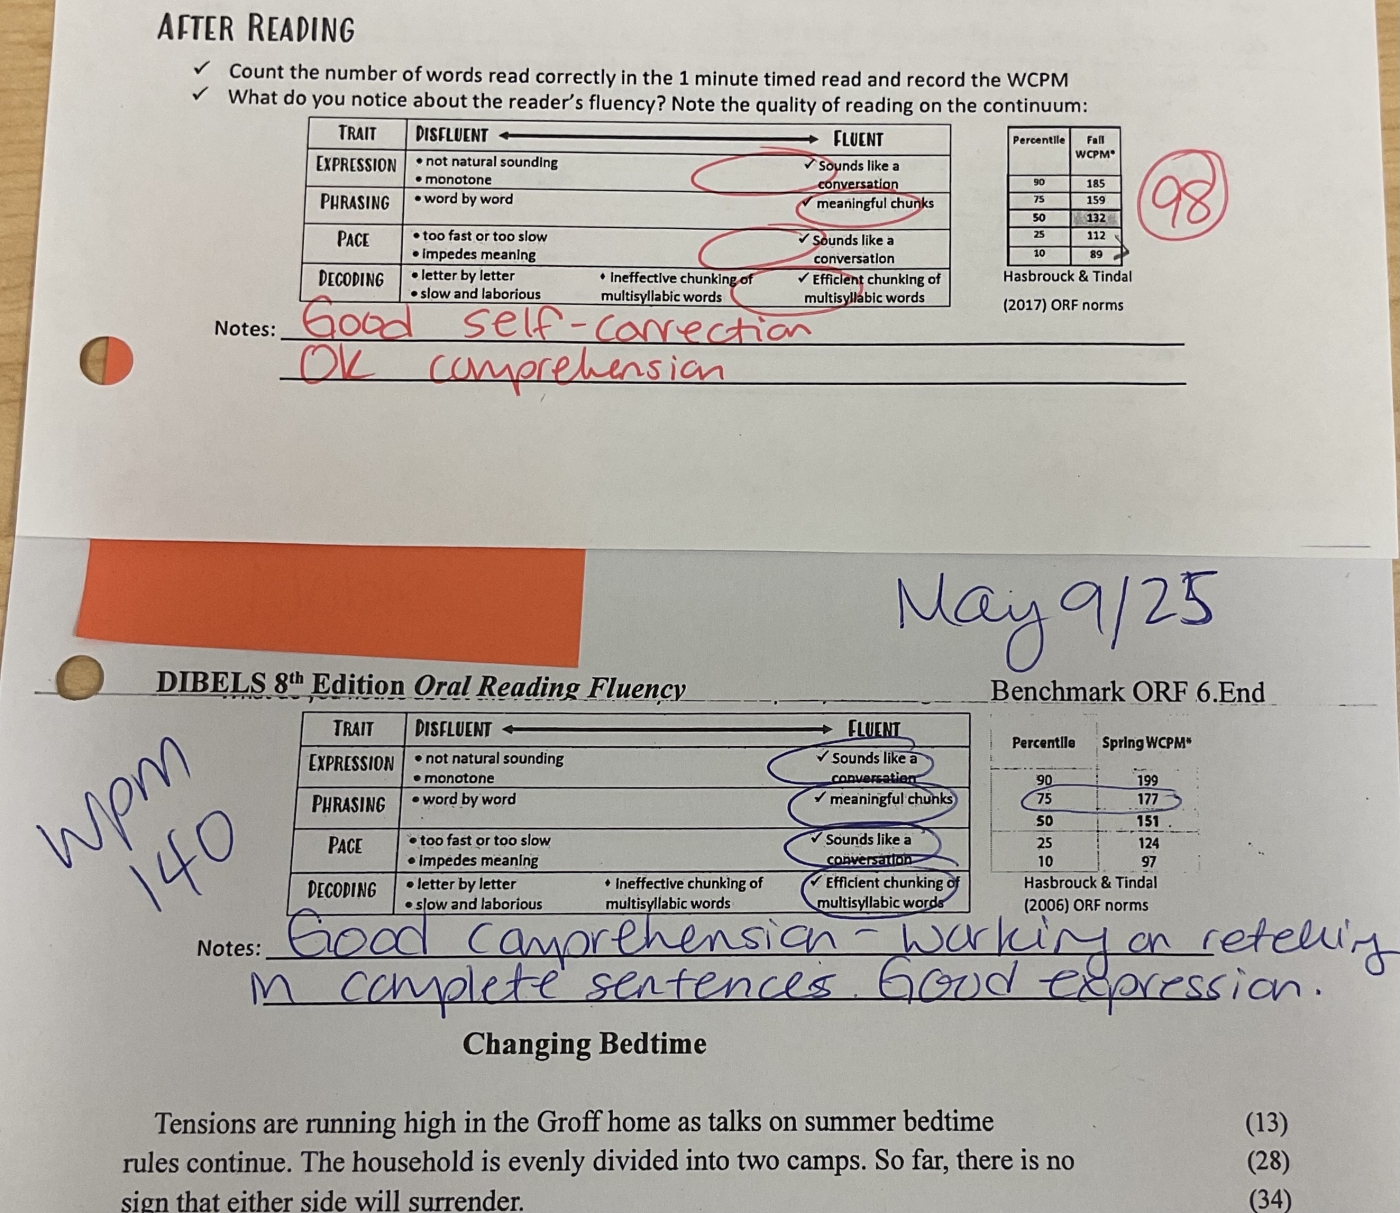 AFTER READING
✓ Count the number of words read correctly in the 1 minute timed read and record the WCPM
✓ What do you notice about the reader's fluency? Note the quality of reading on the continuum:
TRAIT DISFLUENT FLUENT
EXPRESSION • not natural sounding ✓ Sounds like a
• monotone conversation
PHRASING • word by word ✓ meaningful chunks
PACE • too fast or too slow ✓ Sounds like a
• impedes meaning conversation
DECODING • letter by letter ♦ Ineffective chunking of ✓ Efficient chunking of
• slow and laborious multisyllabic words multisyllabic words
Percentile Fall
WCPM*
90 185
75 159
50 132
25 112
10 89
Hasbrouck & Tindal
(2017) ORF norms
98
Notes: Good self-correction
OK comprehension
May 9/25
DIBELS 8th Edition Oral Reading Fluency Benchmark ORF 6.End
WPM
140
TRAIT DISFLUENT FLUENT
EXPRESSION • not natural sounding ✓ Sounds like a
• monotone conversation
PHRASING • word by word ✓ meaningful chunks
PACE • too fast or too slow ✓ Sounds like a
• impedes meaning conversation
DECODING • letter by letter ♦ Ineffective chunking of ✓ Efficient chunking of
• slow and laborious multisyllabic words multisyllabic words
Percentile Spring WCPM*
90 199
75 177
50 151
25 124
10 97
Hasbrouck & Tindal
(2006) ORF norms
Notes: Good comprehension - working on retelling
in complete sentences. Good expression.
Changing Bedtime
Tensions are running high in the Groff home as talks on summer bedtime (13)
rules continue. The household is evenly divided into two camps. So far, there is no (28)
sign that either side will surrender. (34)